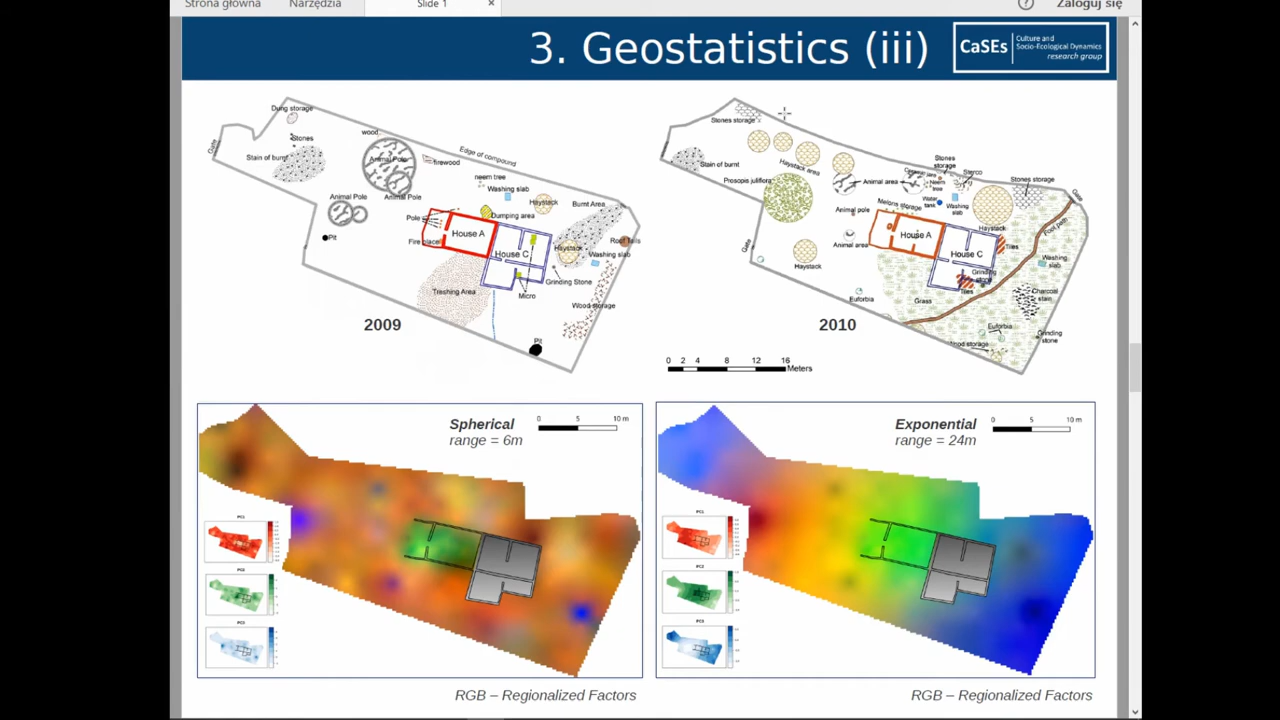 Strona główna
Narzędzia
Slide 1
×
?
Zaloguj się
3. Geostatistics (iii)
CaSEs
Culture and
Socio-Ecological Dynamics
research group
Dung storage
Gate
Stones
Stain of burnt
wood
Animal Pole
firewood
Edge of compound
neem tree
Washing slab
Animal Pole
Animal Pole
Haystack
Burnt Area
Pole
Dumping area
Pit
Fire place
House A
House C
Haystack
Roof Tails
Washing slab
Grinding Stone
Treshing Area
Micro
Wood storage
2009
Pit
Stones storage
Gate
Stain of burnt
Haystack area
Stones
storage
Prosopis juliflora
Animal area
Neem
tree
Stones storage
Gate
Melons storage
Water
tank
Washing
slab
Animal pole
House A
Haystack
Foot path
Animal area
House C
Tiles
Haystack
Grinding
stone
Washing
slab
Tiles
Euforbia
Grass
Charcoal
stain
2010
Euforbia
Grinding
stone
0 2 4 8 12 16
Meters
Spherical
range = 6m
0 5 10 m
PC1
RGB – Regionalized Factors
Exponential
range = 24m
0 5 10 m
PC1
PC2
RGB – Regionalized Factors